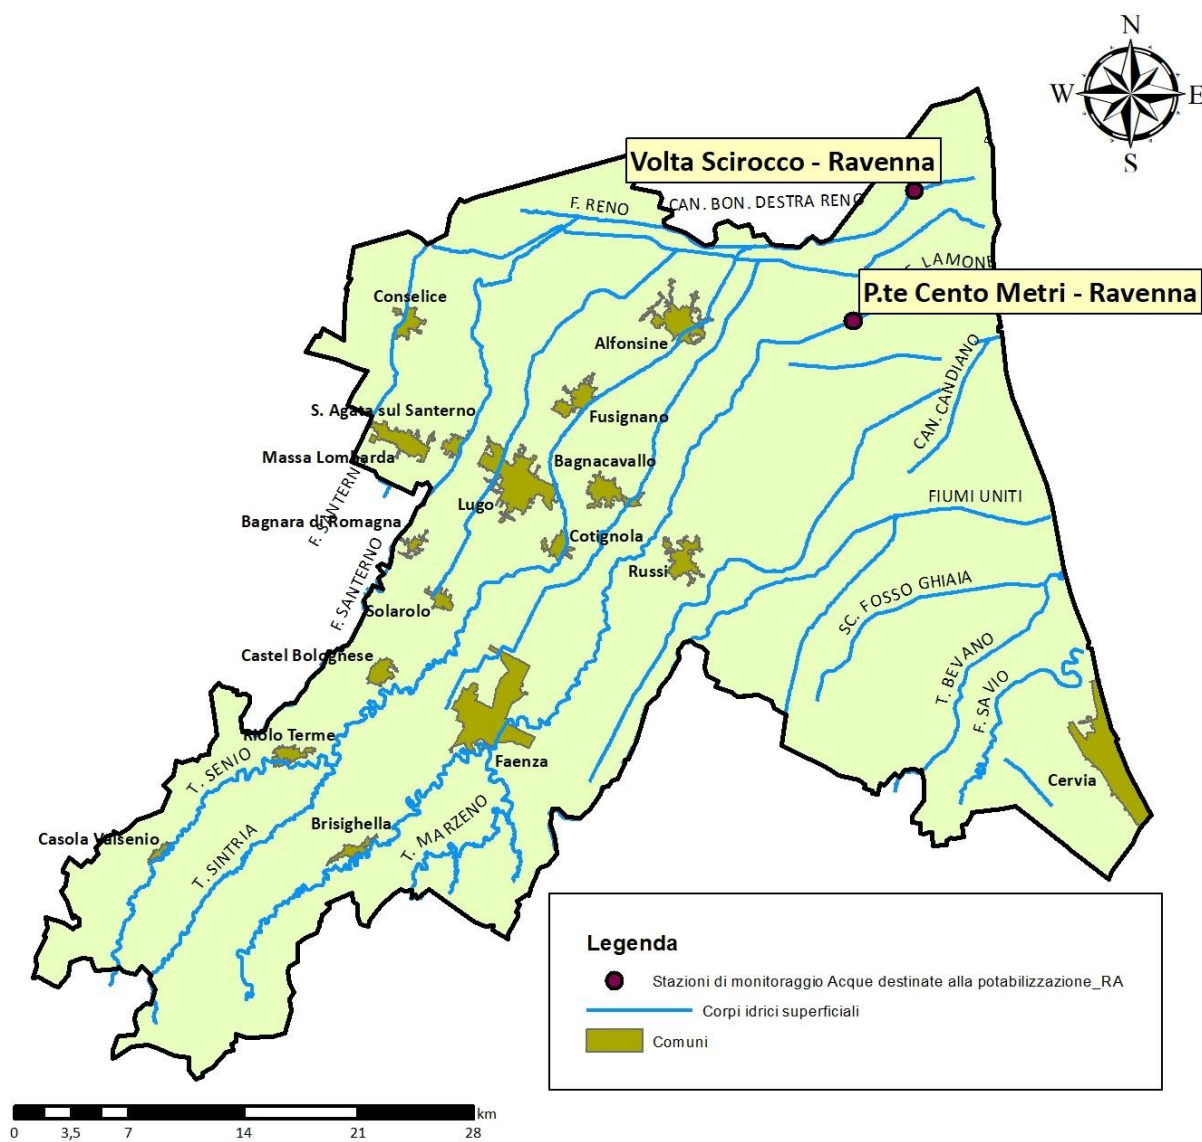 N
W
E
S
Volta Scirocco - Ravenna
F. RENO
CAN. BON. DESTRA RENO
LAMONE
P.te Cento Metri - Ravenna
Conselice
Alfonsine
CAN. CANDIANO
S. Agata sul Santerno
Fusignano
Massa Lombarda
Bagnacavallo
F. SANTERN
Lugo
FIUMI UNITI
Bagnara di Romagna
Cotignola
Russi
F. SANTERNO
Solarolo
SC. FOSSO GHIAIA
Castel Bolognese
T. BEVANO
F. SAVIO
Riolo Terme
T. SENIO
Faenza
Cervia
Brisighella
T. MARZENO
Casola Valsenio
T. SINTRIA
Legenda
Stazioni di monitoraggio Acque destinate alla potabilizzazione_RA
Corpi idrici superficiali
Comuni
km
0 3,5 7 14 21 28